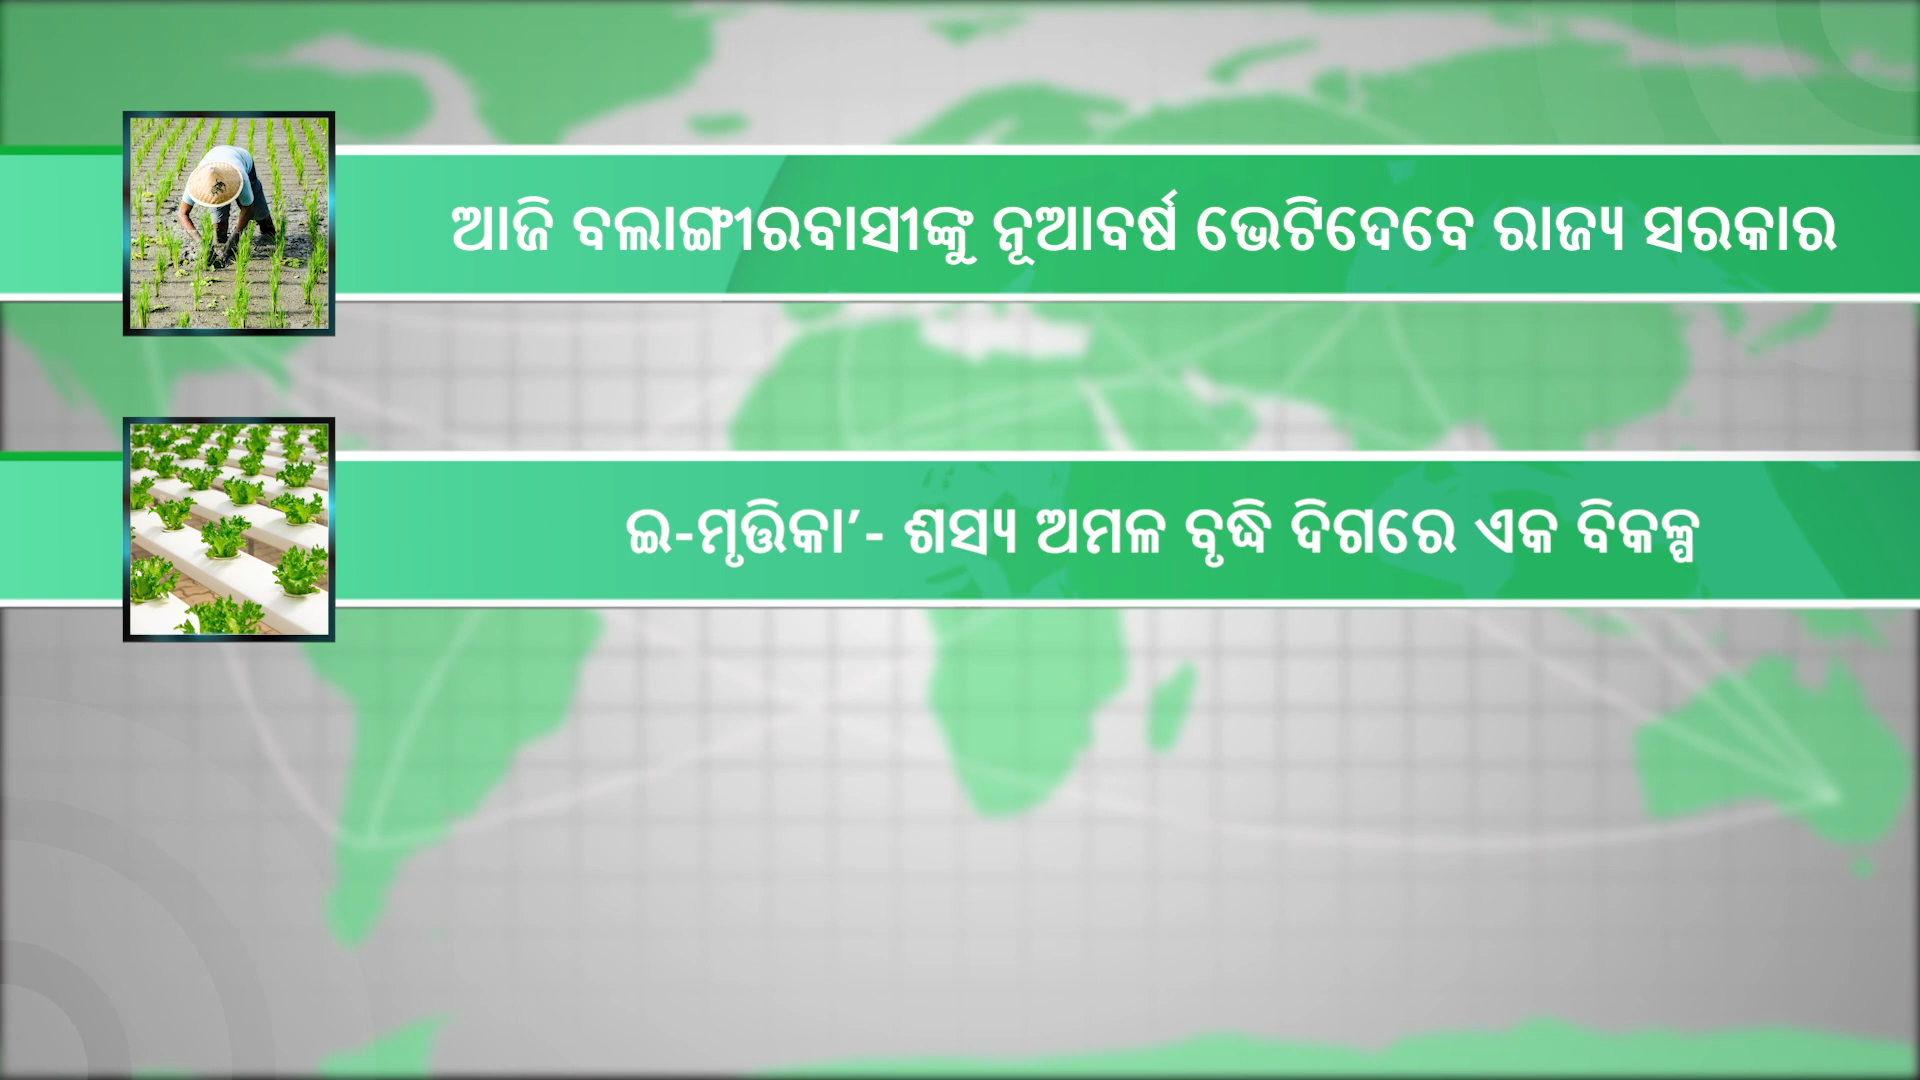 ଆଜି ବଲାଙ୍ଗୀରବାସୀଙ୍କୁ ନୂଆବର୍ଷ ଭେଟିଦେବେ ରାଜ୍ୟ ସରକାର
ଇ-ମୃତ୍ତିକା’- ଶସ୍ୟ ଅମଳ ବୃଦ୍ଧି ଦିଗରେ ଏକ ବିକଳ୍ପ